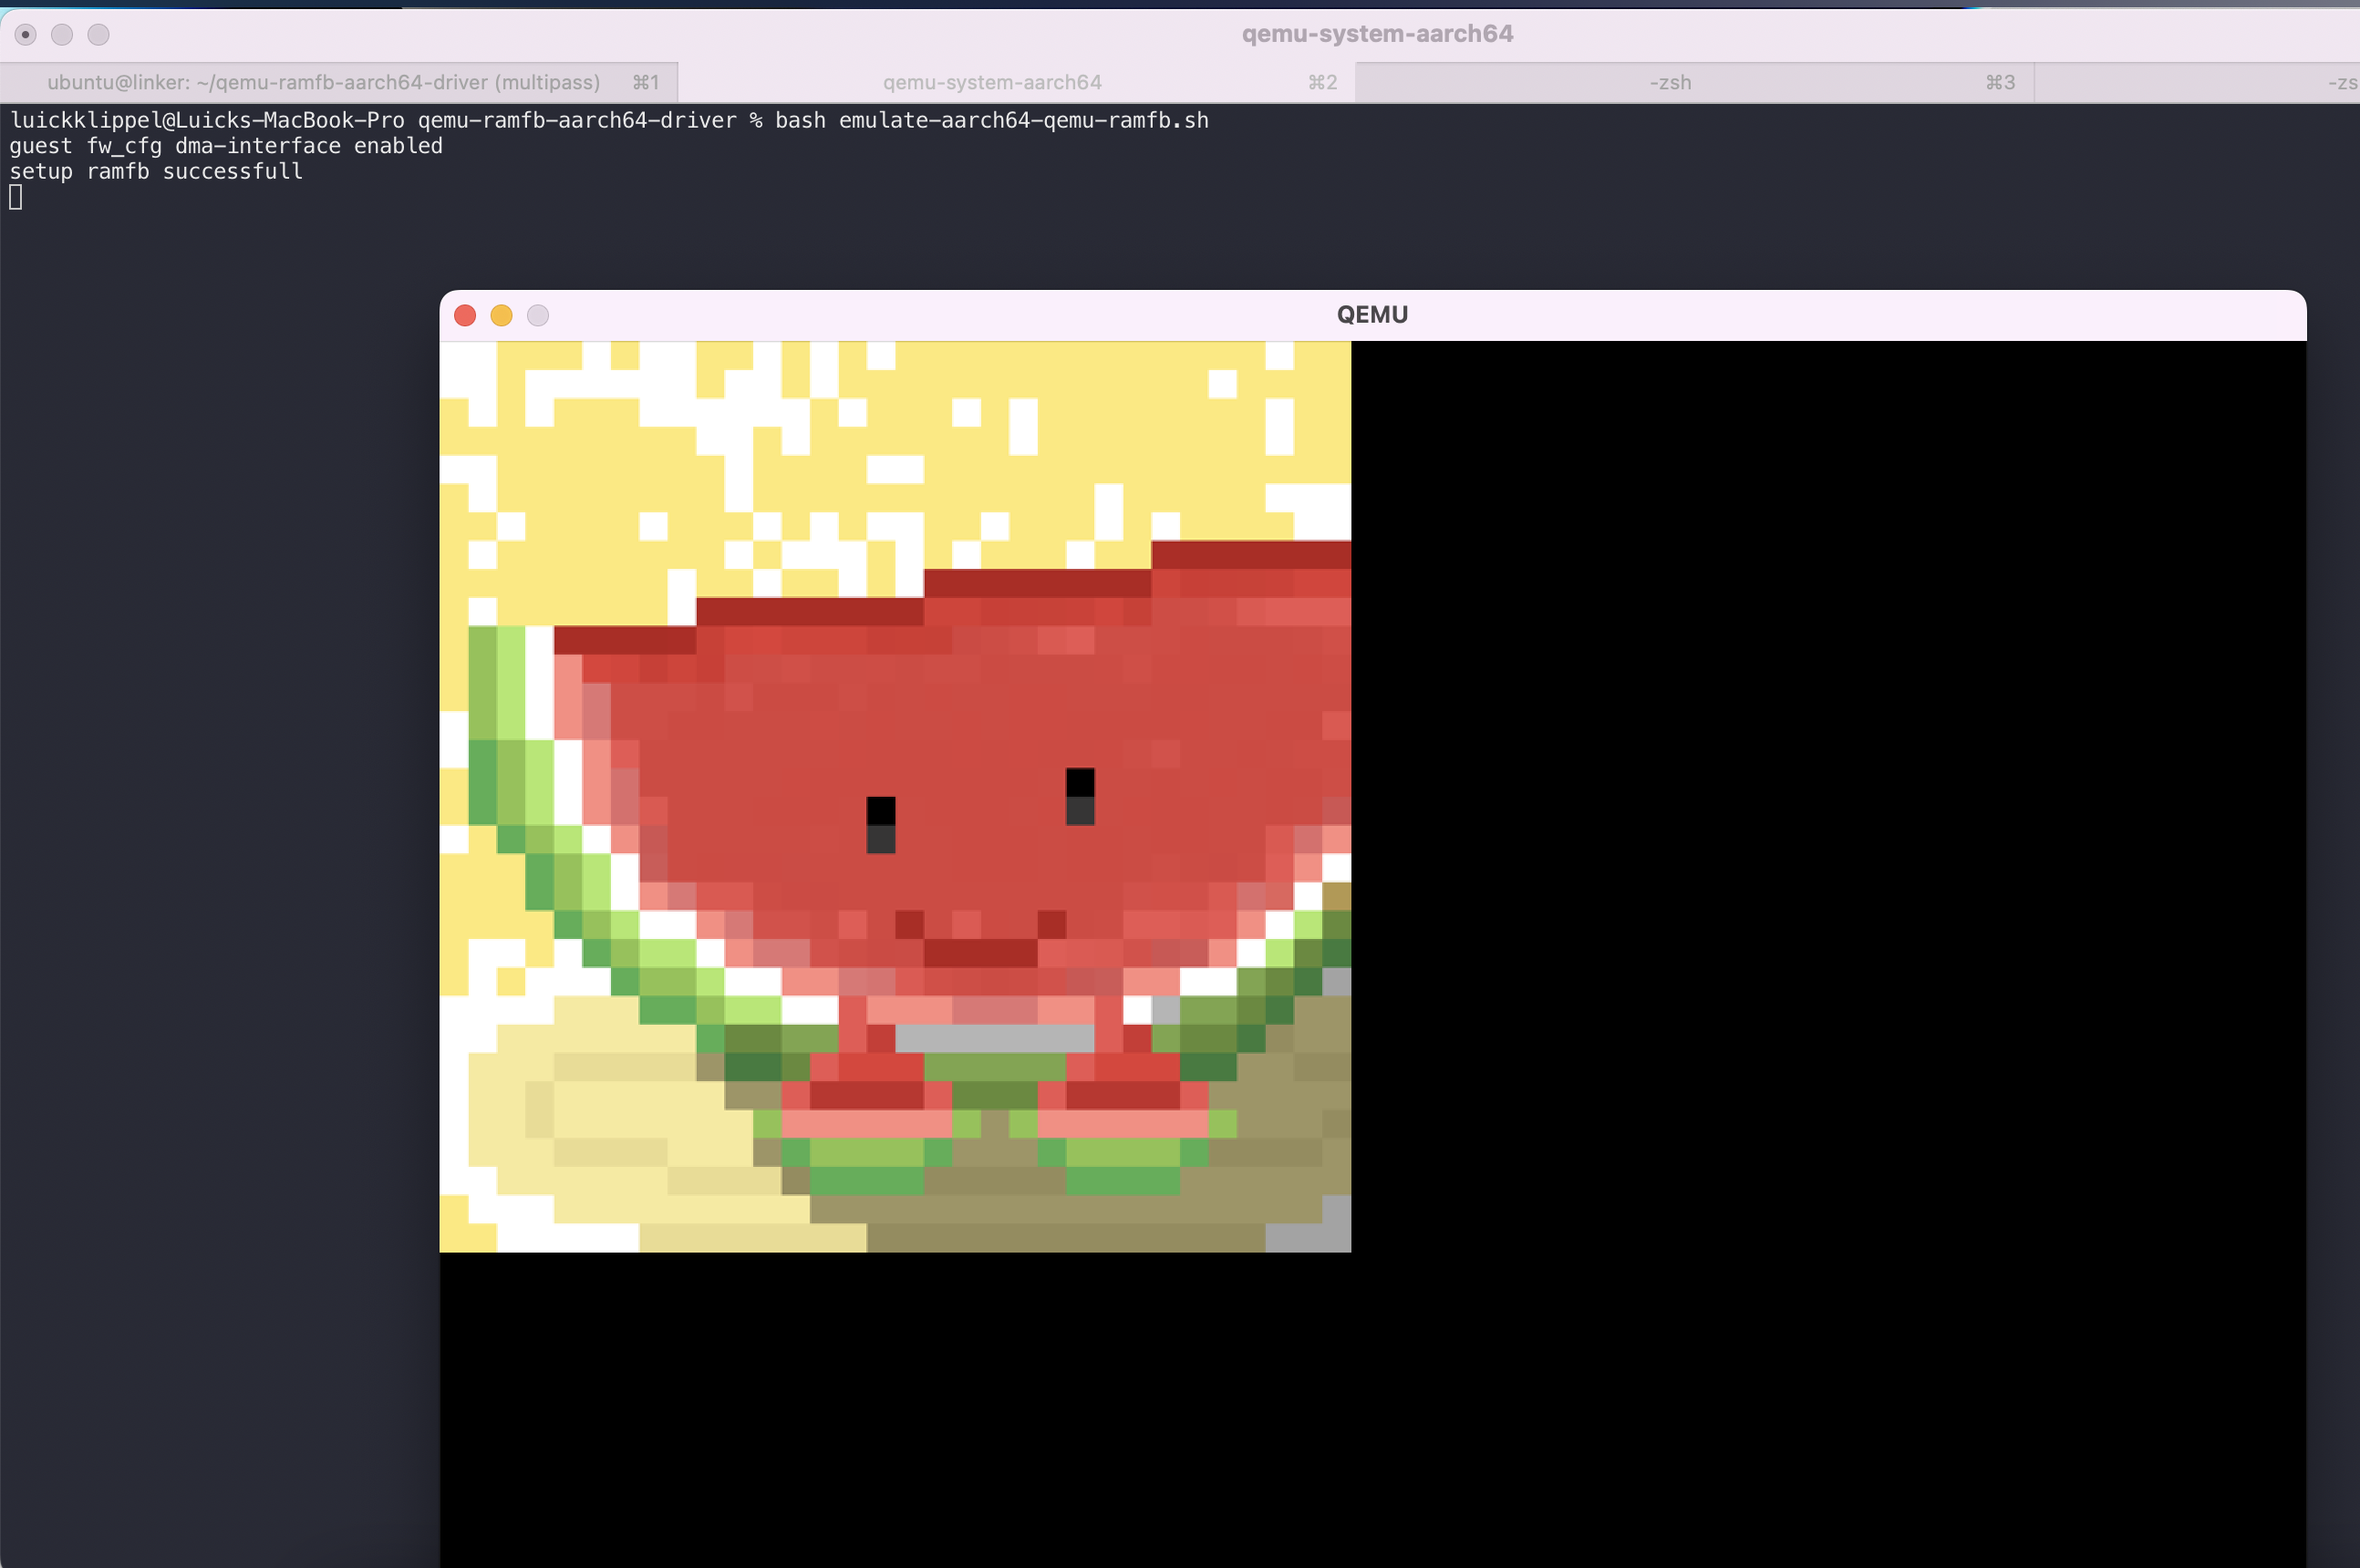 qemu-system-aarch64
ubuntu@linker: ~/qemu-ramfb-aarch64-driver (multipass) ⌘1 qemu-system-aarch64 ⌘2 -zsh ⌘3 -zs
luickklippel@Luicks-MacBook-Pro qemu-ramfb-aarch64-driver % bash emulate-aarch64-qemu-ramfb.sh
guest fw_cfg dma-interface enabled
setup ramfb successfull
QEMU